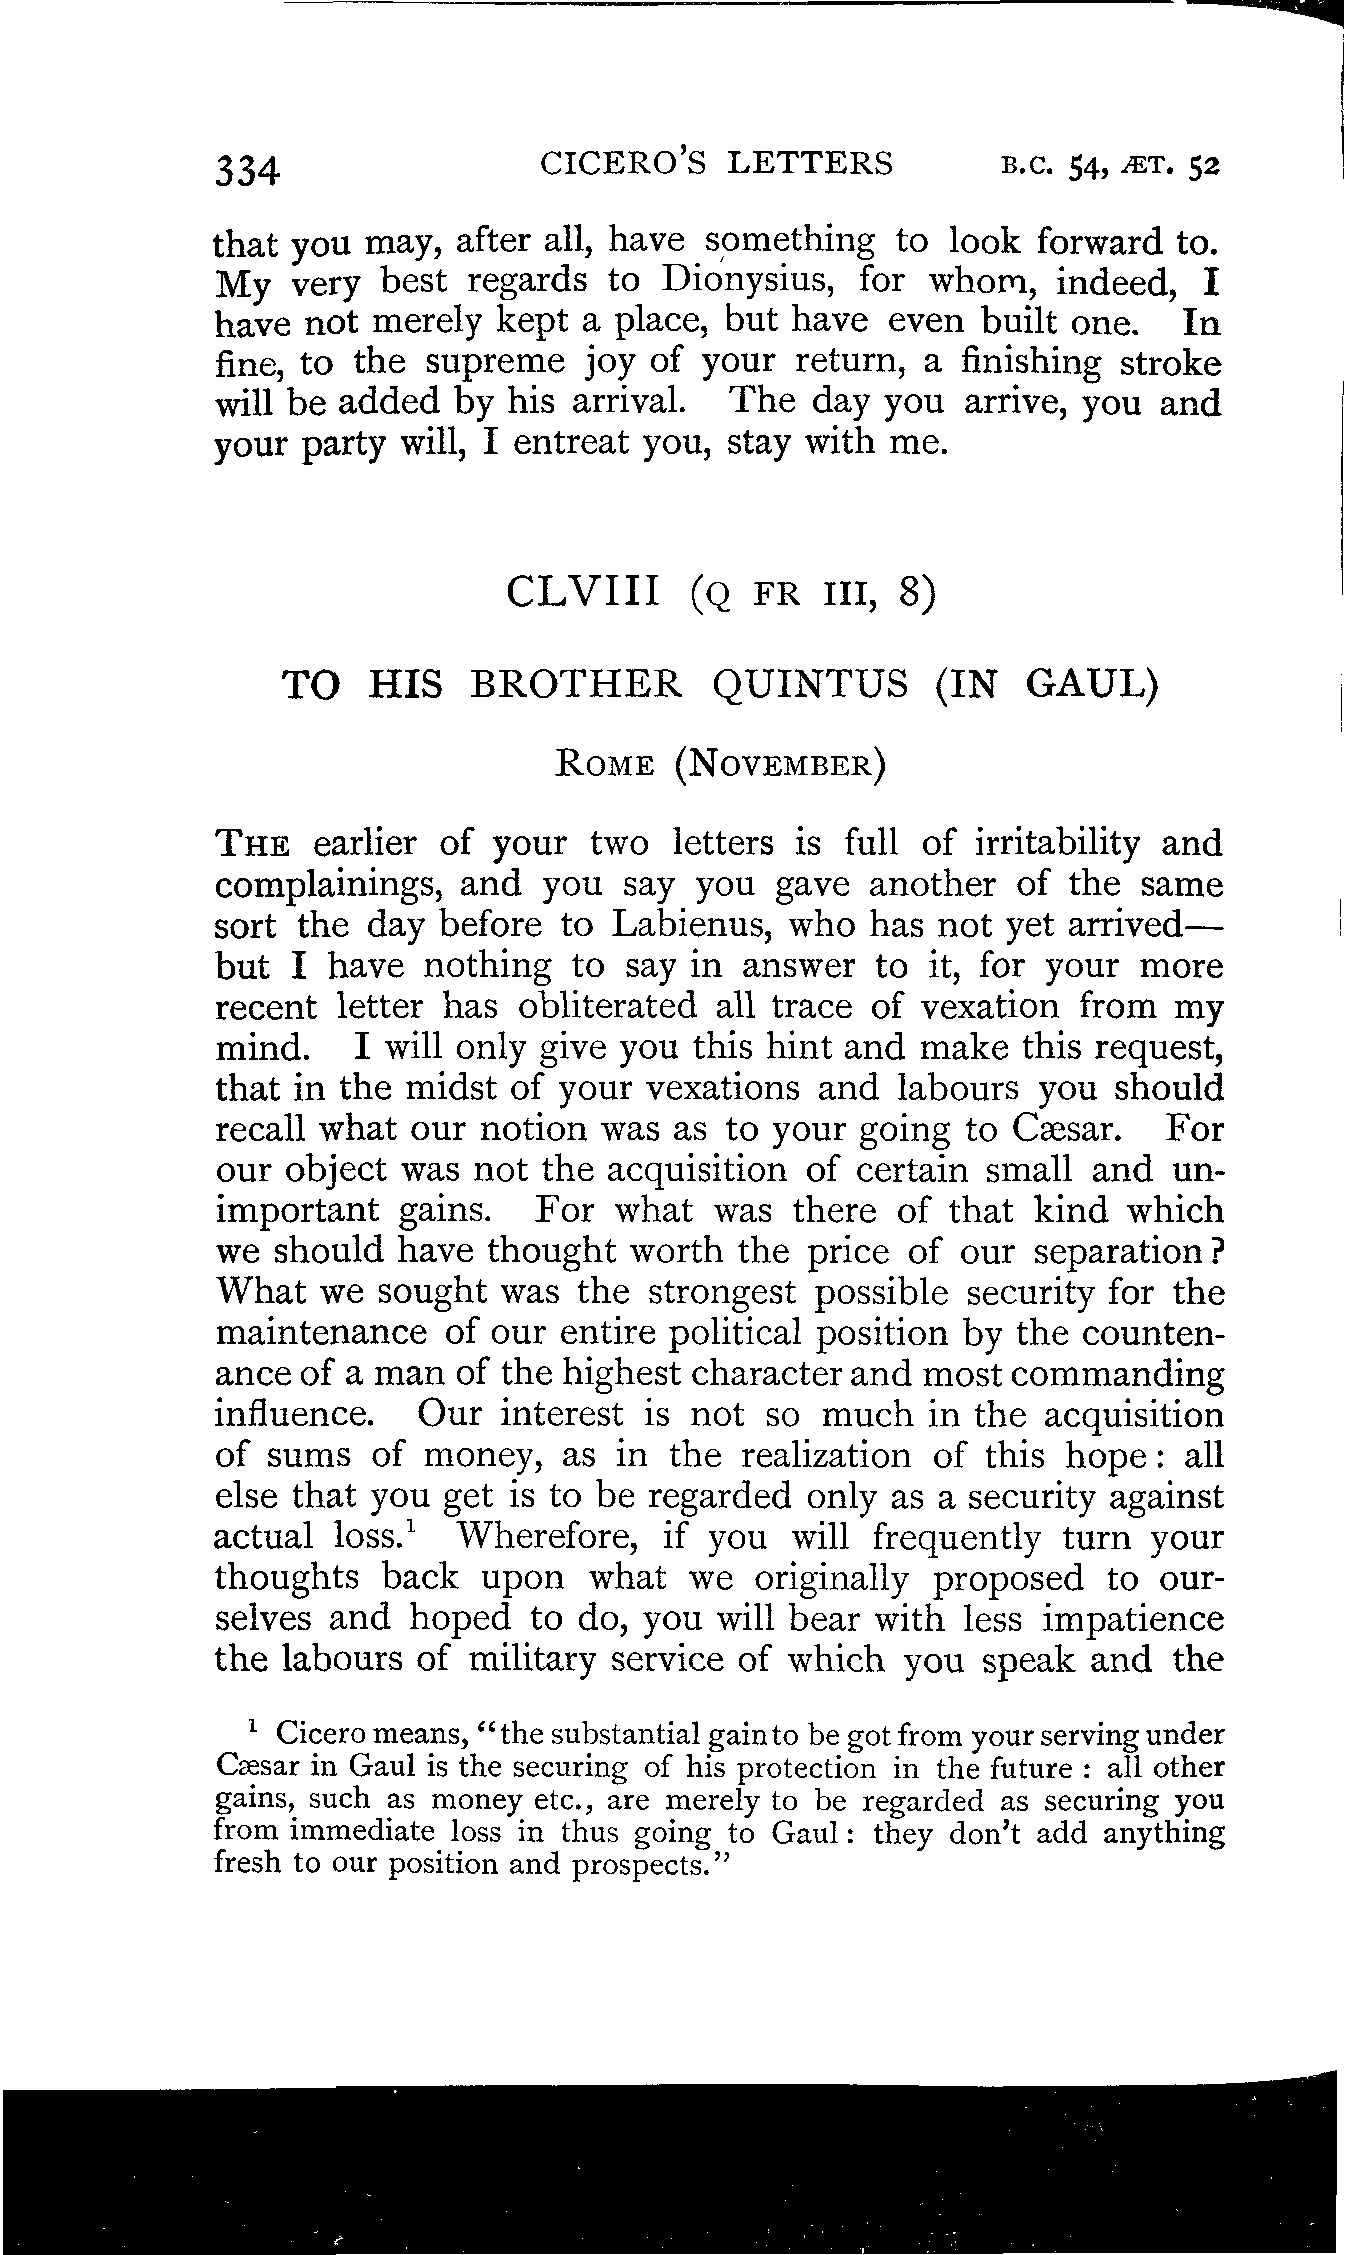 334 CICERO'S LETTERS B.C. 54, ÆT. 52
that you may, after all, have something to look forward to.
My very best regards to Dionysius, for whom, indeed, I
have not merely kept a place, but have even built one. In
fine, to the supreme joy of your return, a finishing stroke
will be added by his arrival. The day you arrive, you and
your party will, I entreat you, stay with me.
CLVIII (Q FR III, 8)
TO HIS BROTHER QUINTUS (IN GAUL)
ROME (NOVEMBER)
THE earlier of your two letters is full of irritability and
complainings, and you say you gave another of the same
sort the day before to Labienus, who has not yet arrived—
but I have nothing to say in answer to it, for your more
recent letter has obliterated all trace of vexation from my
mind. I will only give you this hint and make this request,
that in the midst of your vexations and labours you should
recall what our notion was as to your going to Cæsar. For
our object was not the acquisition of certain small and un-
important gains. For what was there of that kind which
we should have thought worth the price of our separation?
What we sought was the strongest possible security for the
maintenance of our entire political position by the counten-
ance of a man of the highest character and most commanding
influence. Our interest is not so much in the acquisition
of sums of money, as in the realization of this hope: all
else that you get is to be regarded only as a security against
actual loss.¹ Wherefore, if you will frequently turn your
thoughts back upon what we originally proposed to our-
selves and hoped to do, you will bear with less impatience
the labours of military service of which you speak and the
¹ Cicero means, "the substantial gain to be got from your serving under
Cæsar in Gaul is the securing of his protection in the future : all other
gains, such as money etc., are merely to be regarded as securing you
from immediate loss in thus going to Gaul: they don't add anything
fresh to our position and prospects."